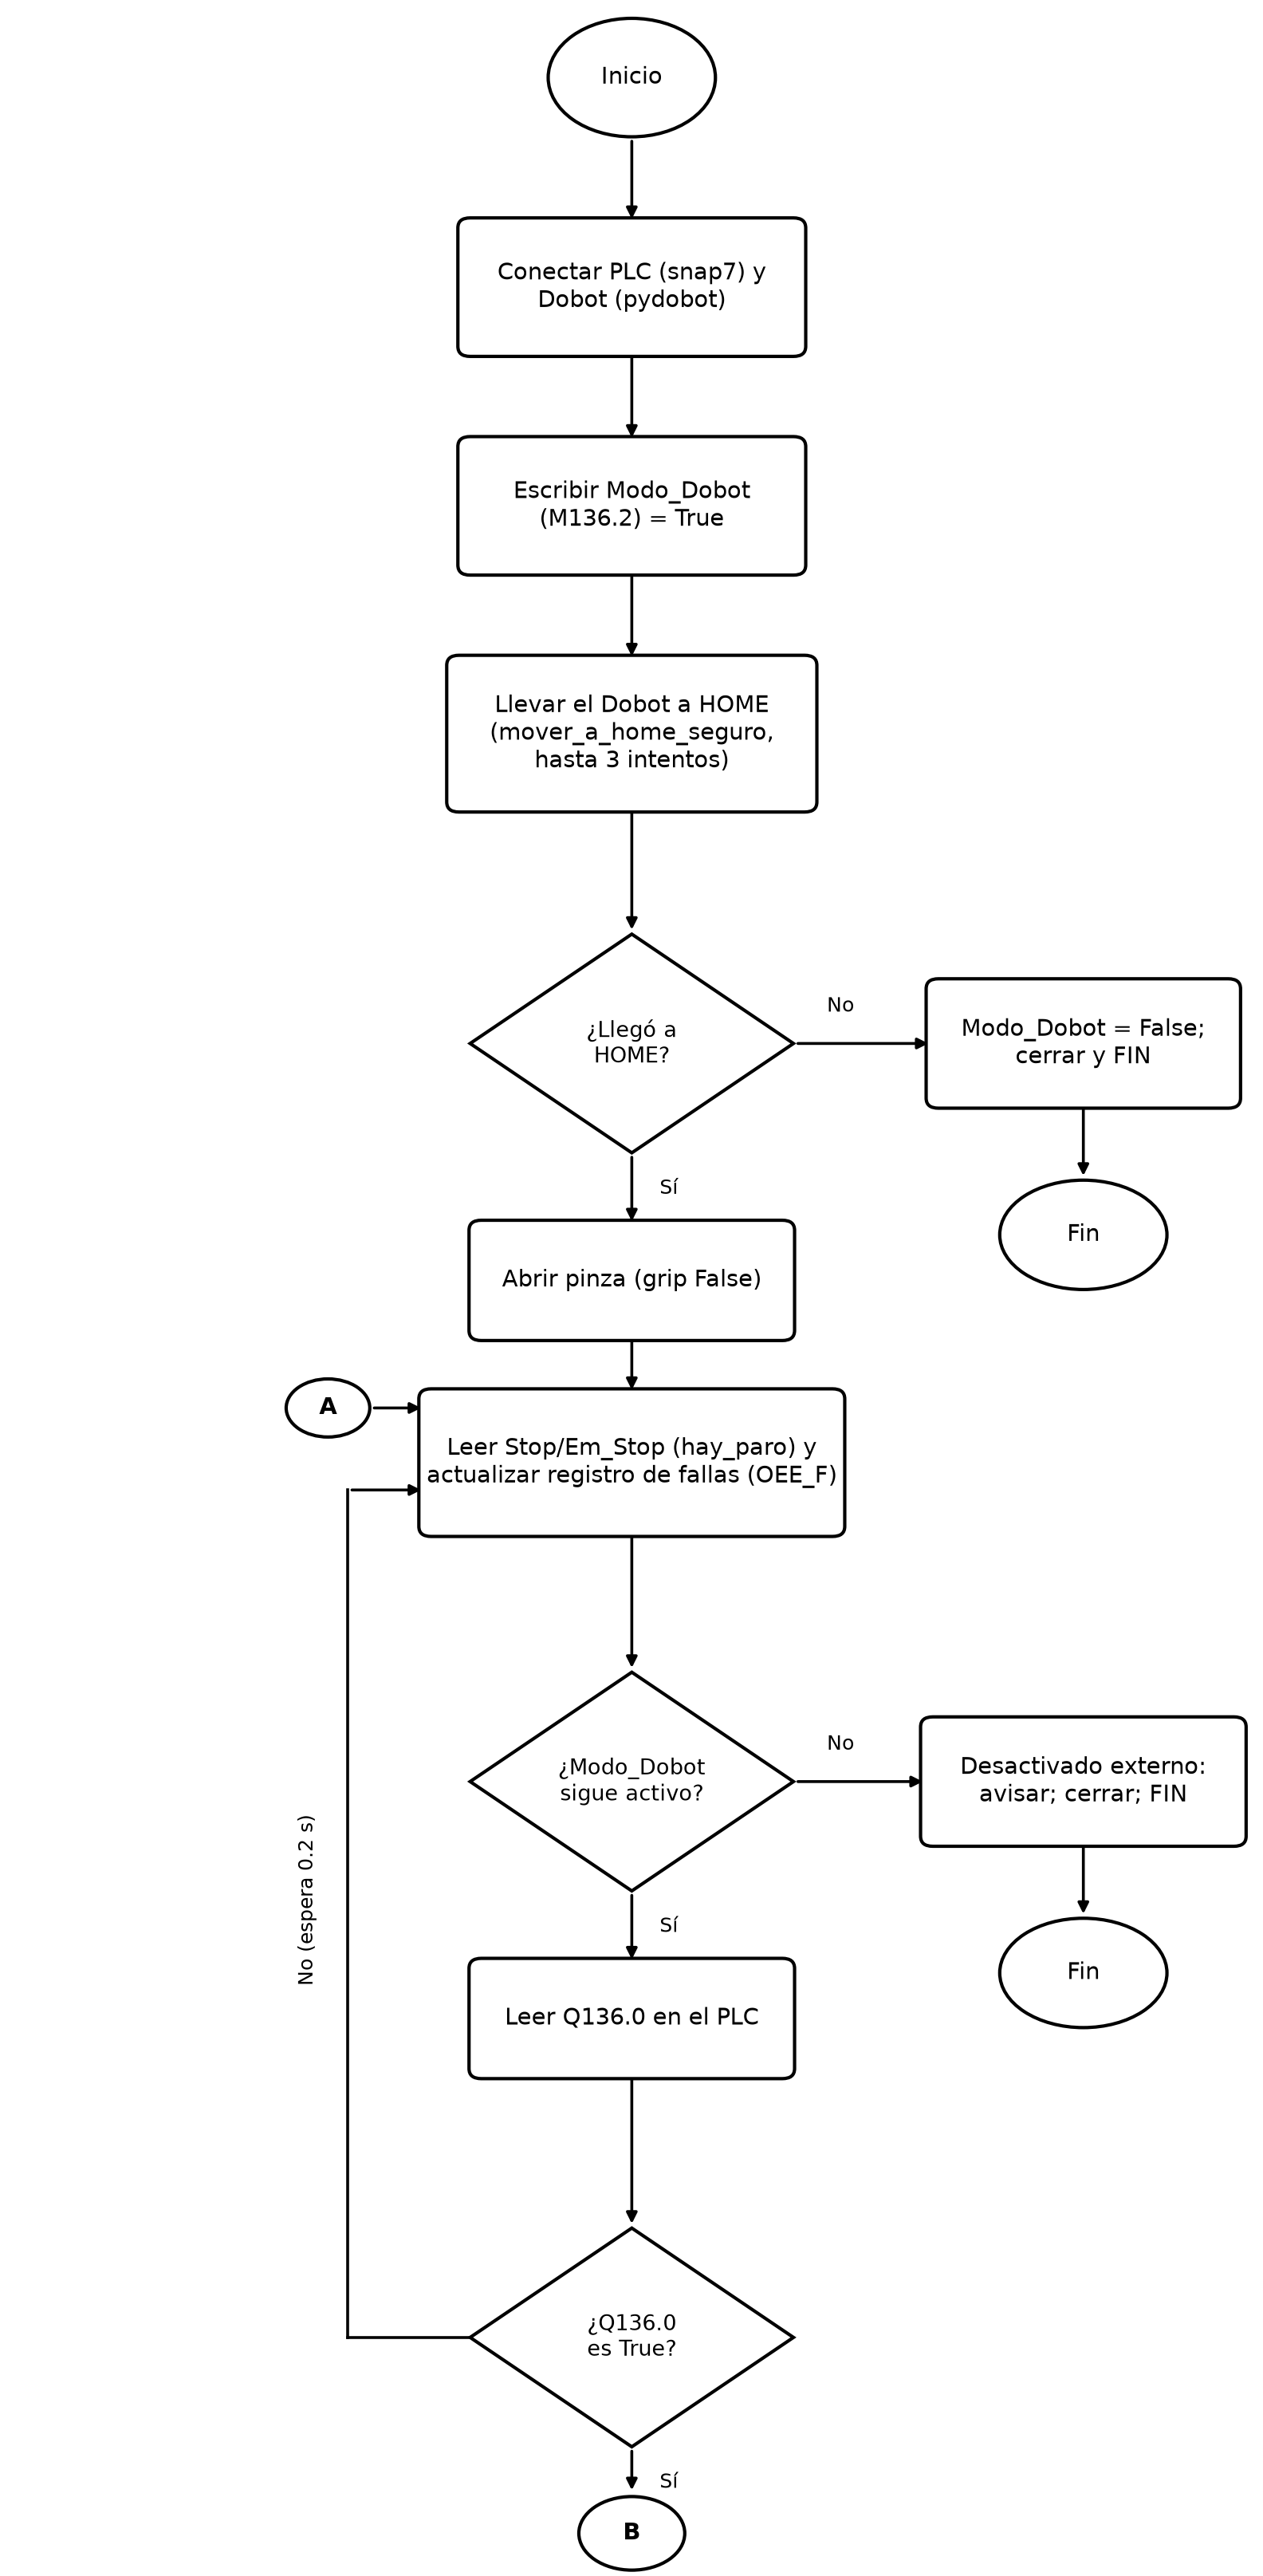 Inicio
Conectar PLC (snap7) y
Dobot (pydobot)
Escribir Modo_Dobot
(M136.2) = True
Llevar el Dobot a HOME
(mover_a_home_seguro,
hasta 3 intentos)
¿Llegó a
HOME?
No
Modo_Dobot = False;
cerrar y FIN
Fin
Sí
Abrir pinza (grip False)
A
Leer Stop/Em_Stop (hay_paro) y
actualizar registro de fallas (OEE_F)
¿Modo_Dobot
sigue activo?
No
Desactivado externo:
avisar; cerrar; FIN
Fin
Sí
No (espera 0.2 s)
Leer Q136.0 en el PLC
¿Q136.0
es True?
Sí
B